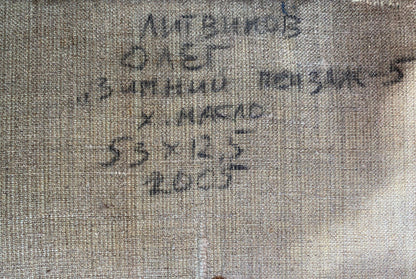 ЛИТВИНОВ
ОЛЕГ
„ЗИМНИЙ ПЕЙЗАЖ-5
Х. МАСЛО
53 х 12,5
2005